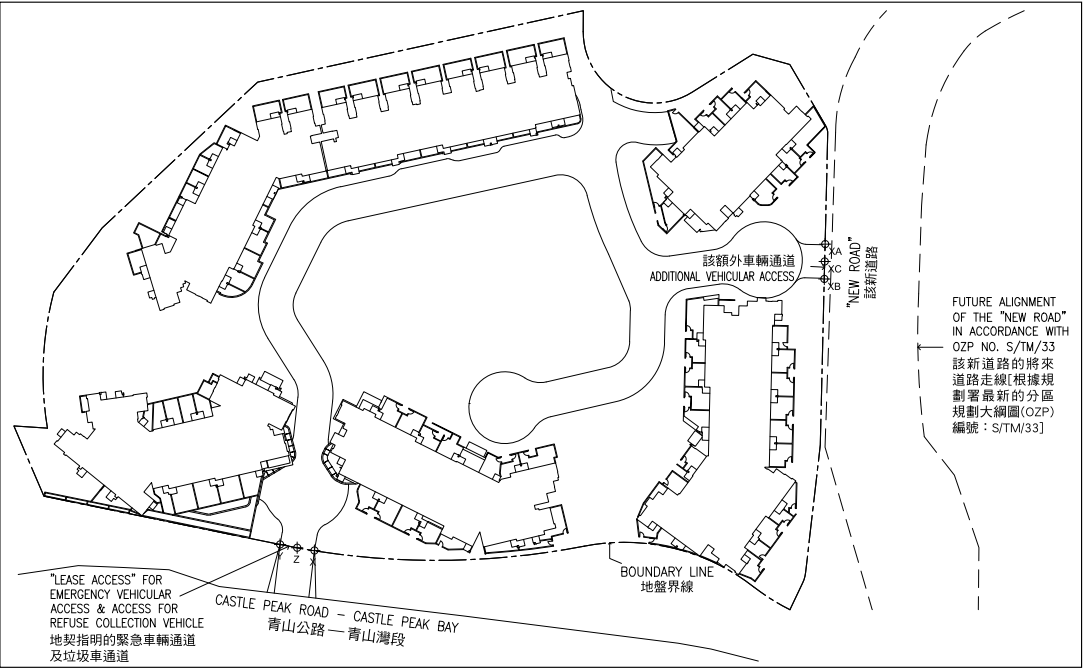 該額外車輛通道
ADDITIONAL VEHICULAR ACCESS
XA
XC
XB
"NEW ROAD"
該新道路
FUTURE ALIGNMENT
OF THE "NEW ROAD"
IN ACCORDANCE WITH
OZP NO. S/TM/33
該新道路的將來
道路走線[根據規
劃署最新的分區
規劃大綱圖(OZP)
編號：S/TM/33]
Y
Z
X
BOUNDARY LINE
地盤界線
"LEASE ACCESS" FOR
EMERGENCY VEHICULAR
ACCESS & ACCESS FOR
REFUSE COLLECTION VEHICLE
地契指明的緊急車輛通道
及垃圾車通道
CASTLE PEAK ROAD - CASTLE PEAK BAY
青山公路—青山灣段